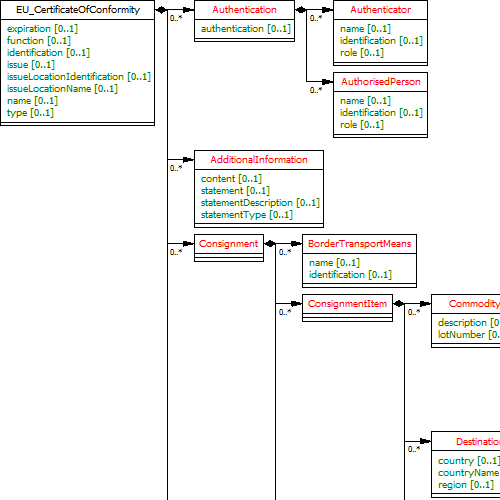 EU_CertificateOfConformity
expiration [0..1]
function [0..1]
identification [0..1]
issue [0..1]
issueLocationIdentification [0..1]
issueLocationName [0..1]
name [0..1]
type [0..1]
0..*
Authentication
authentication [0..1]
0..*
Authenticator
name [0..1]
identification [0..1]
role [0..1]
0..*
AuthorisedPerson
name [0..1]
identification [0..1]
role [0..1]
0..*
AdditionalInformation
content [0..1]
statement [0..1]
statementDescription [0..1]
statementType [0..1]
0..*
Consignment
0..*
BorderTransportMeans
name [0..1]
identification [0..1]
0..*
ConsignmentItem
0..*
Commodity
description [0
lotNumber [0..
0..*
Destination
country [0..1]
countryName
region [0..1]